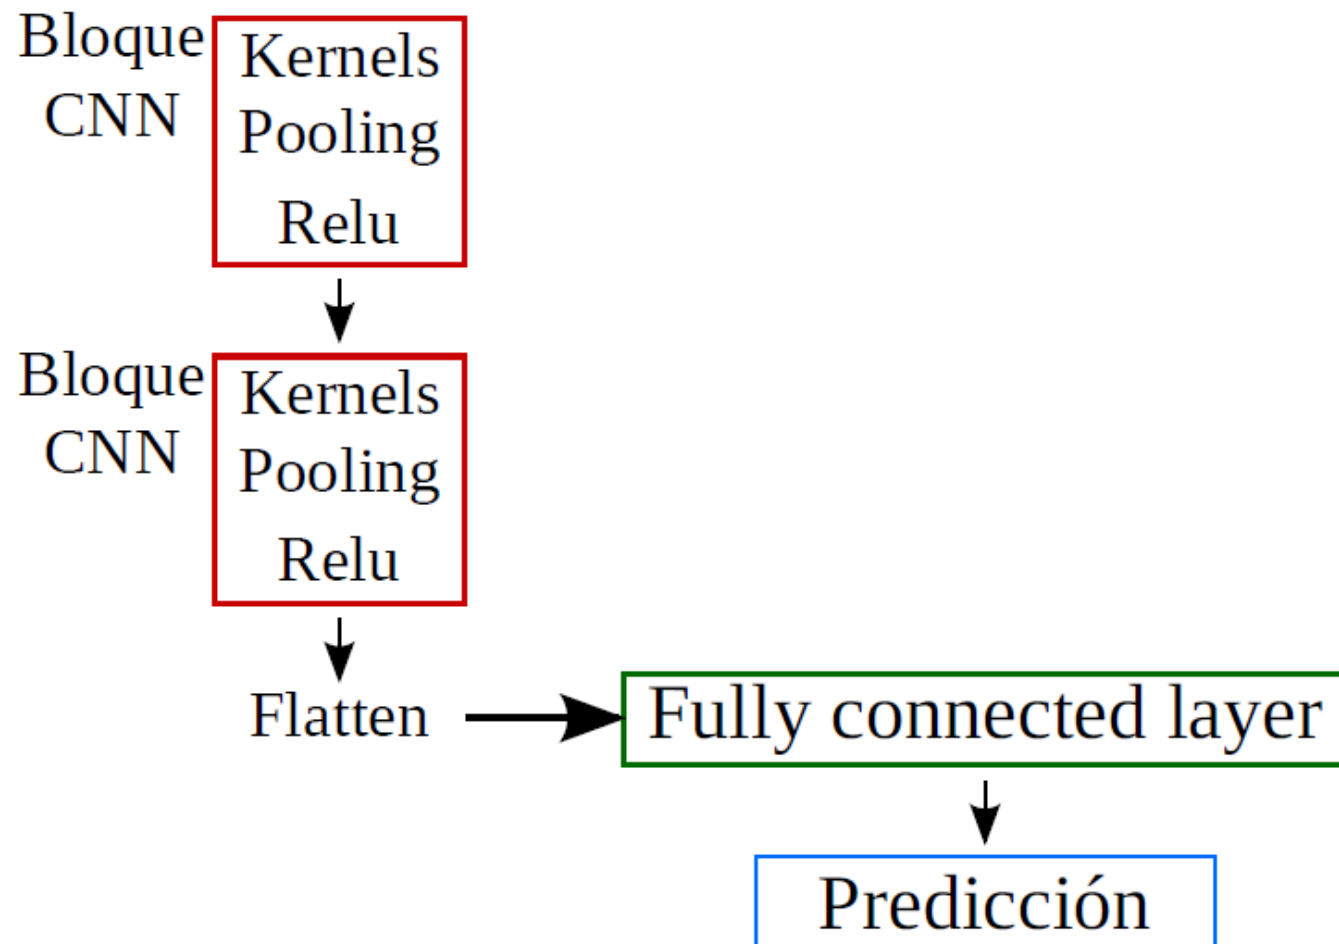 Bloque
CNN
Kernels
Pooling
Relu
Bloque
CNN
Kernels
Pooling
Relu
Flatten
Fully connected layer
Predicción